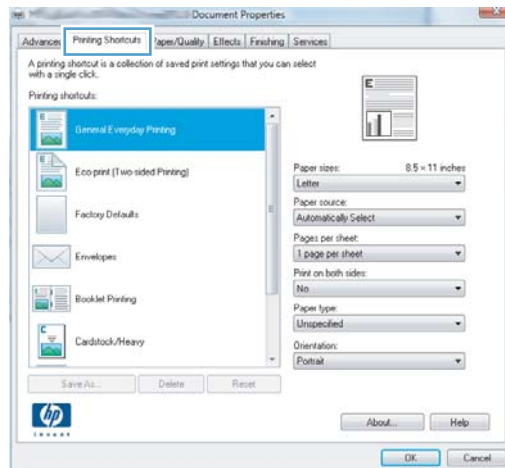 Document Properties
Advanced
Printing Shortcuts
Paper/Quality
Effects
Finishing
Services
A printing shortcut is a collection of saved print settings that you can select
with a single click.
Printing shortcuts:
General Everyday Printing
Eco-print (Two-sided Printing)
Factory Defaults
Envelopes
Booklet Printing
Cardstock/Heavy
Save As...
Delete
Reset
Paper sizes:
8.5 × 11 inches
Letter
Paper source:
Automatically Select
Pages per sheet:
1 page per sheet
Print on both sides:
No
Paper type:
Unspecified
Orientation:
Portrait
hp
invent
About...
Help
OK
Cancel